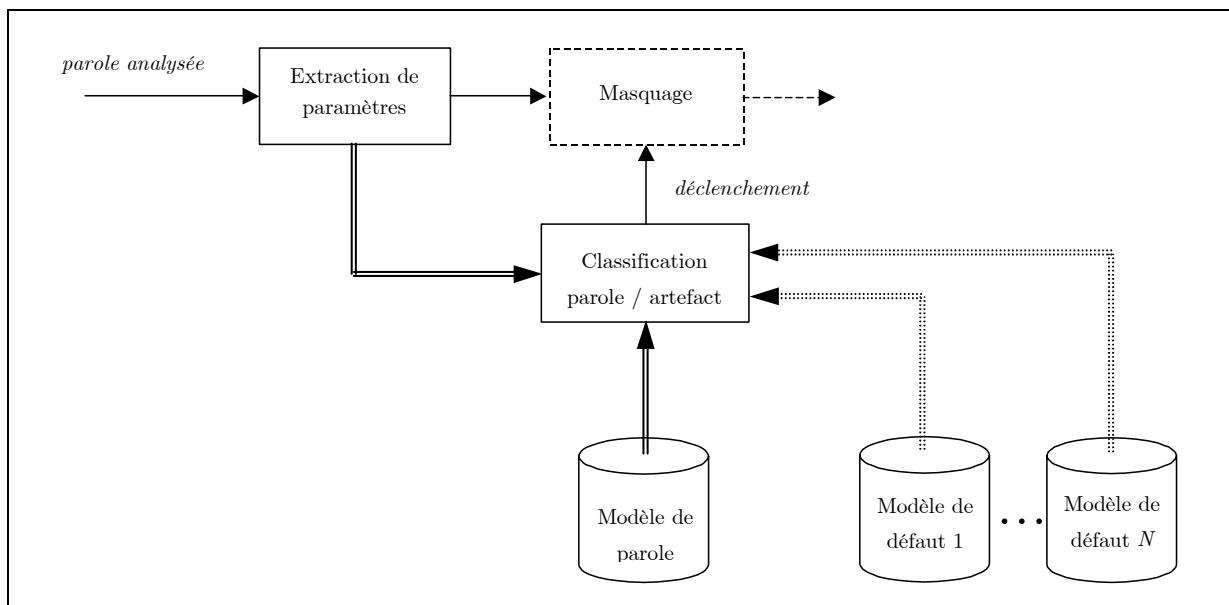 parole analysée
Extraction de
paramètres
Masquage
déclenchement
Classification
parole / artefact
Modèle de
parole
Modèle de
défaut 1
...
Modèle de
défaut N